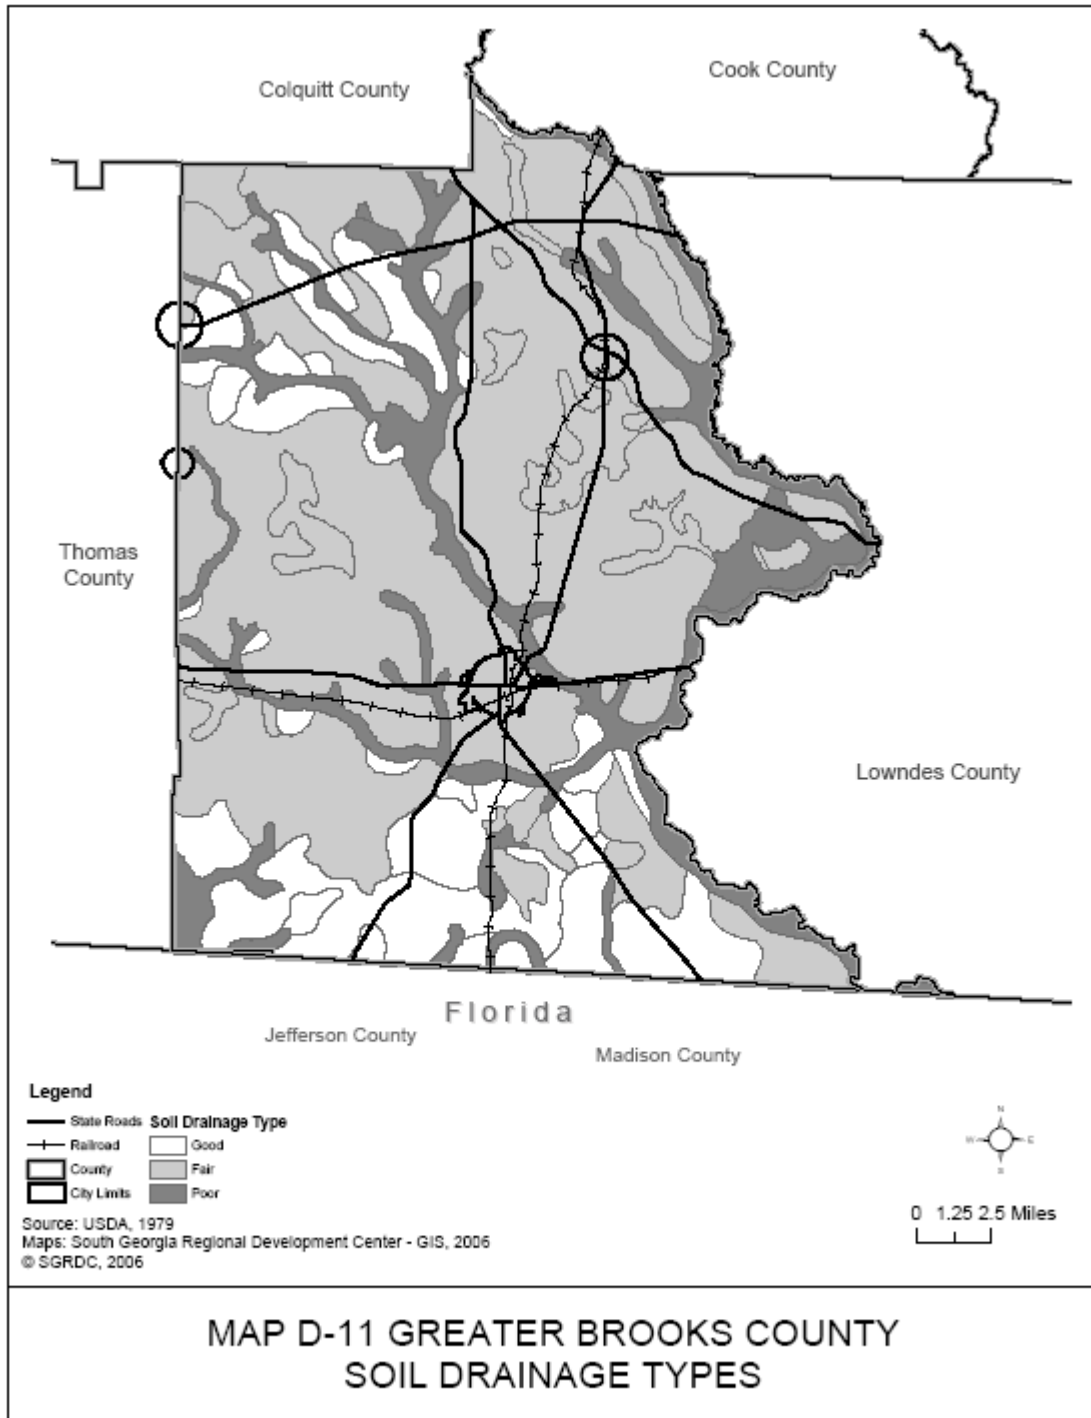 Colquitt County
Cook County
Thomas
County
Lowndes County
Florida
Jefferson County
Madison County
Legend
State Roads
Railroad
County
City Limits
Soil Drainage Type
Good
Fair
Poor
N
W
E
S
0 1.25 2.5 Miles
Source: USDA, 1979
Maps: South Georgia Regional Development Center - GIS, 2006
© SGRDC, 2006
MAP D-11 GREATER BROOKS COUNTY
SOIL DRAINAGE TYPES